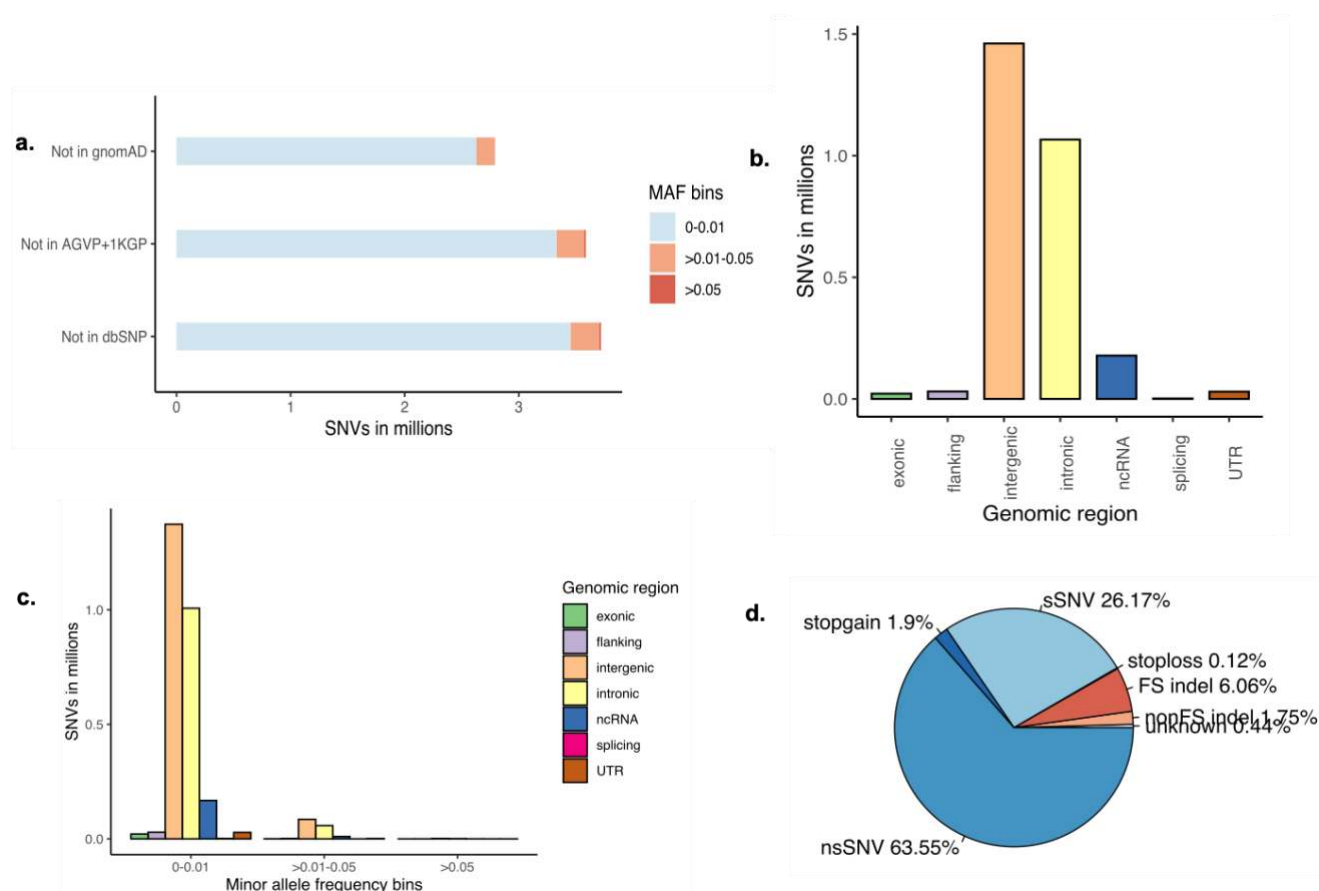 a.
Not in gnomAD
Not in AGVP+1KGP
Not in dbSNP
0 1 2 3
SNVs in millions
MAF bins
0-0.01
>0.01-0.05
>0.05
b.
SNVs in millions
1.5
1.0
0.5
0.0
exonic
flanking
intergenic
intronic
ncRNA
splicing
UTR
Genomic region
c.
SNVs in millions
1.0
0.5
0.0
0-0.01 >0.01-0.05 >0.05
Minor allele frequency bins
Genomic region
exonic
flanking
intergenic
intronic
ncRNA
splicing
UTR
d.
sSNV 26.17%
stopgain 1.9%
stoploss 0.12%
FS indel 6.06%
nonFS indel 1.75%
unknown 0.44%
nsSNV 63.55%